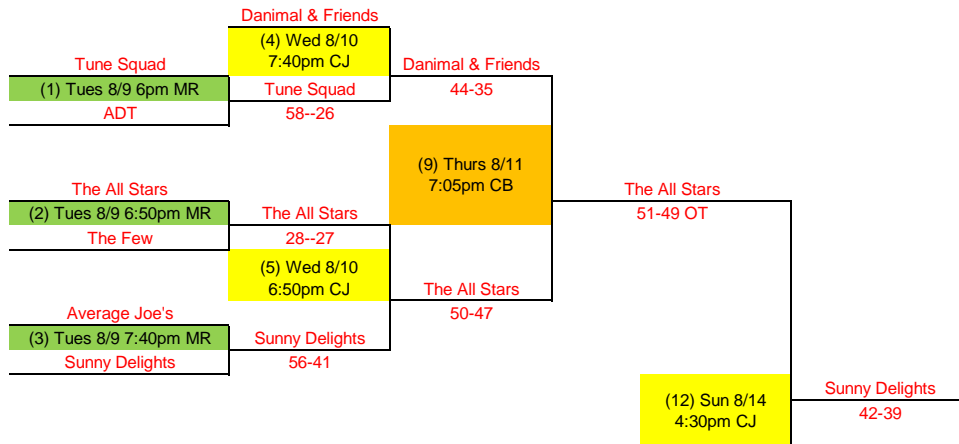 Danimal & Friends
(4) Wed 8/10
7:40pm CJ
Tune Squad
Danimal & Friends
(1) Tues 8/9 6pm MR
Tune Squad
44-35
ADT
58--26
(9) Thurs 8/11
7:05pm CB
The All Stars
The All Stars
(2) Tues 8/9 6:50pm MR
The All Stars
51-49 OT
The Few
28--27
(5) Wed 8/10
6:50pm CJ
The All Stars
50-47
Average Joe's
(3) Tues 8/9 7:40pm MR
Sunny Delights
Sunny Delights
56-41
(12) Sun 8/14
4:30pm CJ
Sunny Delights
42-39